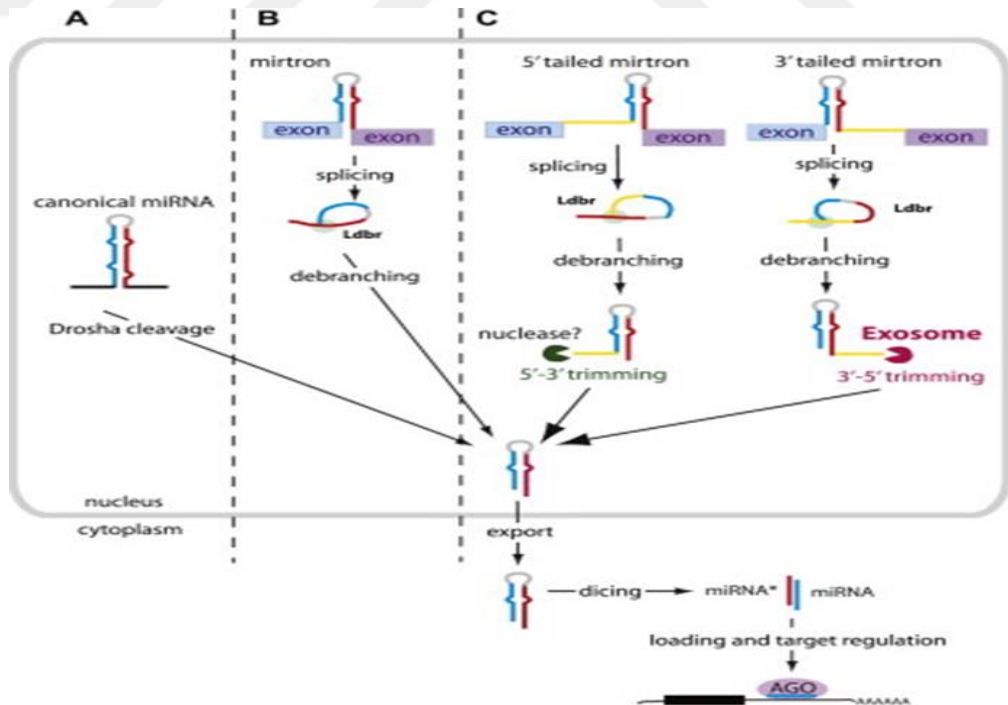 A
B
C
mirtron
exon
exon
splicing
Ldbr
debranching
5′ tailed mirtron
exon
exon
splicing
Ldbr
debranching
nuclease?
5′-3′ trimming
3′ tailed mirtron
exon
exon
splicing
Ldbr
debranching
Exosome
3′-5′ trimming
canonical miRNA
Drosha cleavage
nucleus
cytoplasm
export
dicing
miRNA*
miRNA
loading and target regulation
AGO
AAAAAA